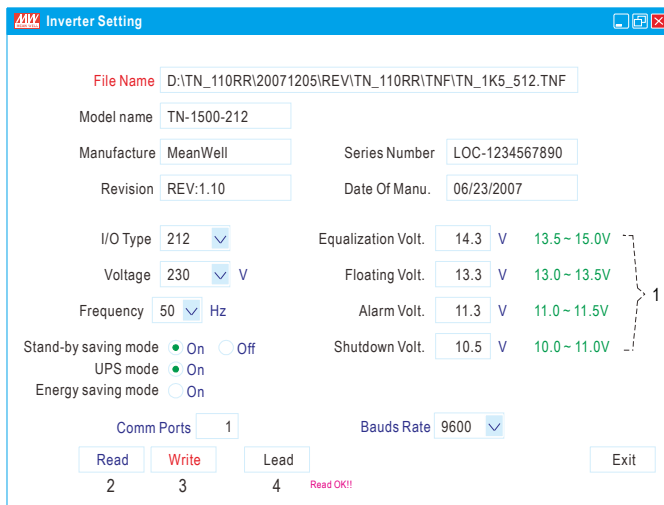 MW Inverter Setting
File Name D:\TN_110RR\20071205\REV\TN_110RR\TNF\TN_1K5_512.TNF
Model name TN-1500-212
Manufacture MeanWell Series Number LOC-1234567890
Revision REV:1.10 Date Of Manu. 06/23/2007
I/O Type 212 Equalization Volt. 14.3 V 13.5 ~ 15.0V
Voltage 230 V Floating Volt. 13.3 V 13.0 ~ 13.5V
1
Frequency 50 Hz Alarm Volt. 11.3 V 11.0 ~ 11.5V
Stand-by saving mode On Off Shutdown Volt. 10.5 V 10.0 ~ 11.0V
UPS mode On
Energy saving mode On
Comm Ports 1 Bauds Rate 9600
Read Write Lead Exit
2 3 4 Read OK!!